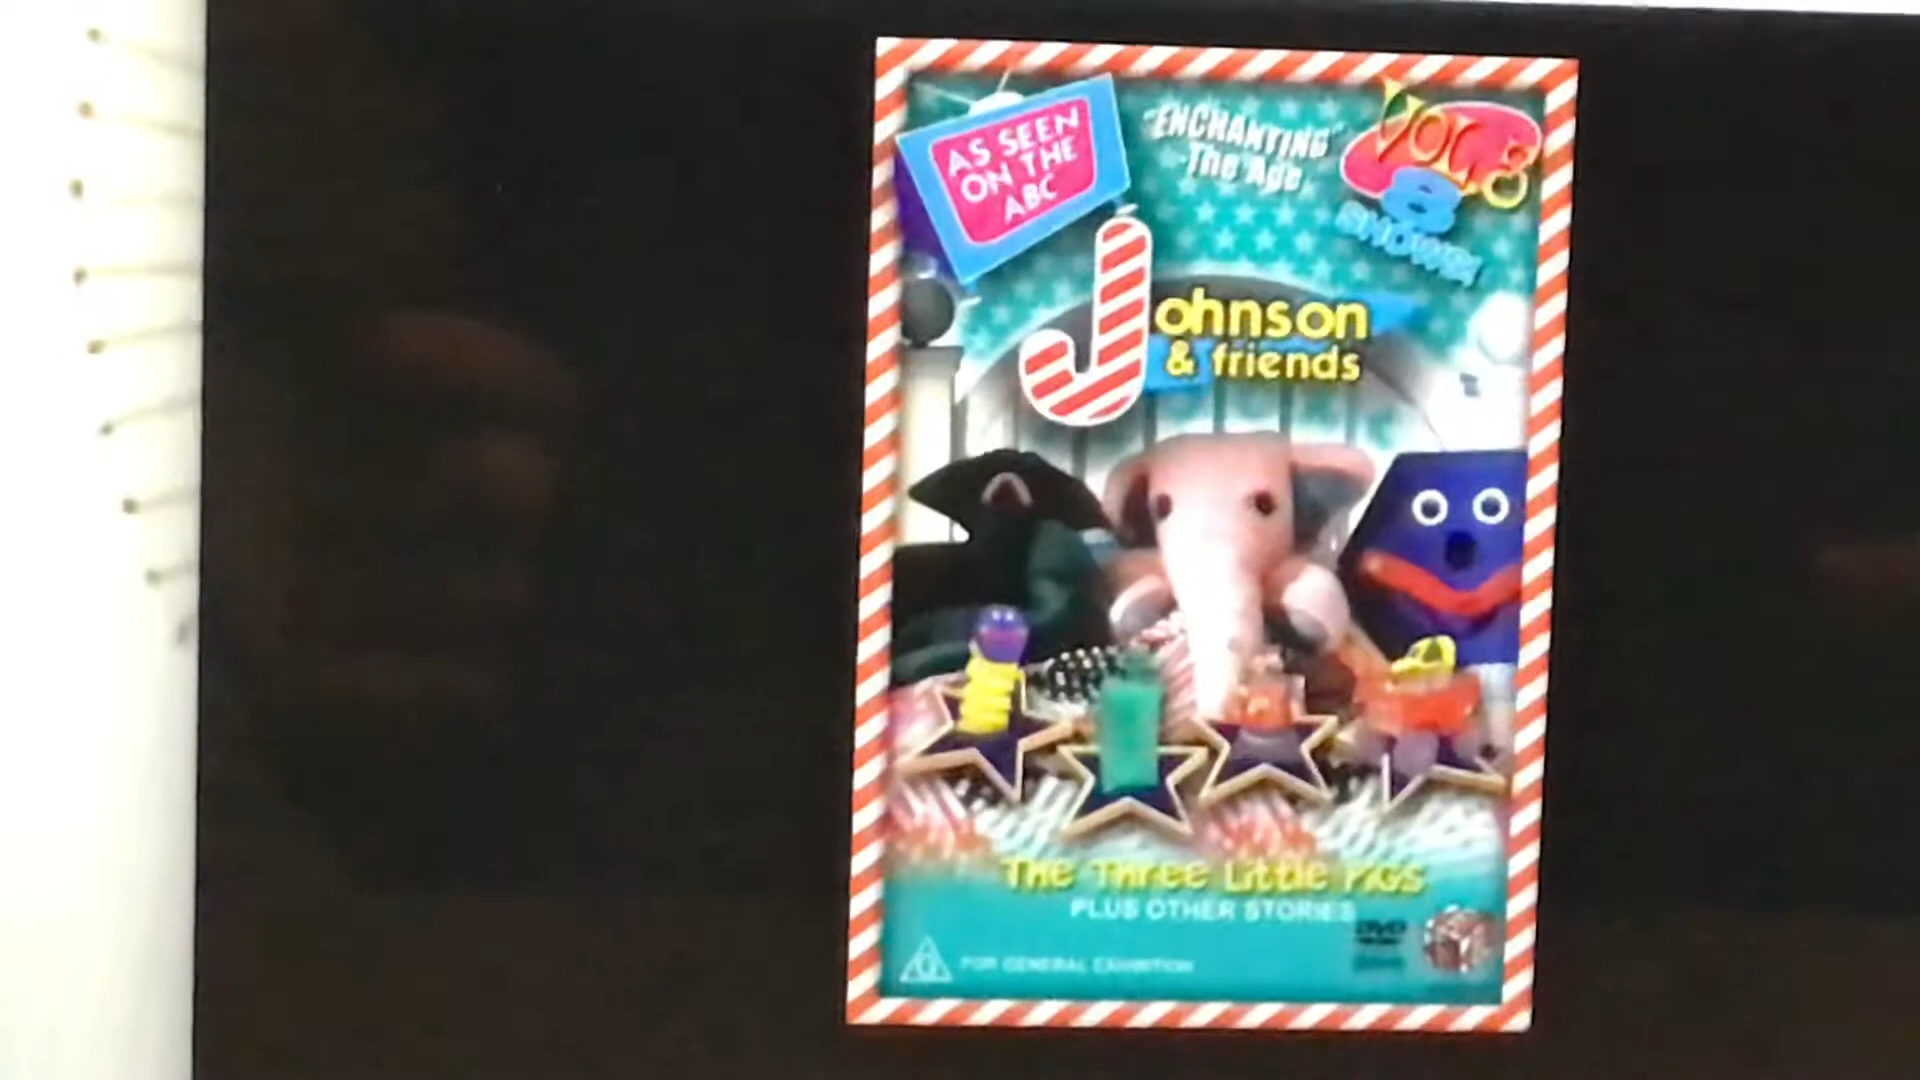 AS SEEN
ON THE
ABC
"ENCHANTING"
The Age
VOL 8
8
SHOWS!
Johnson
& friends
The Three Little Pigs
PLUS OTHER STORIES
G
FOR GENERAL EXHIBITION
DVD